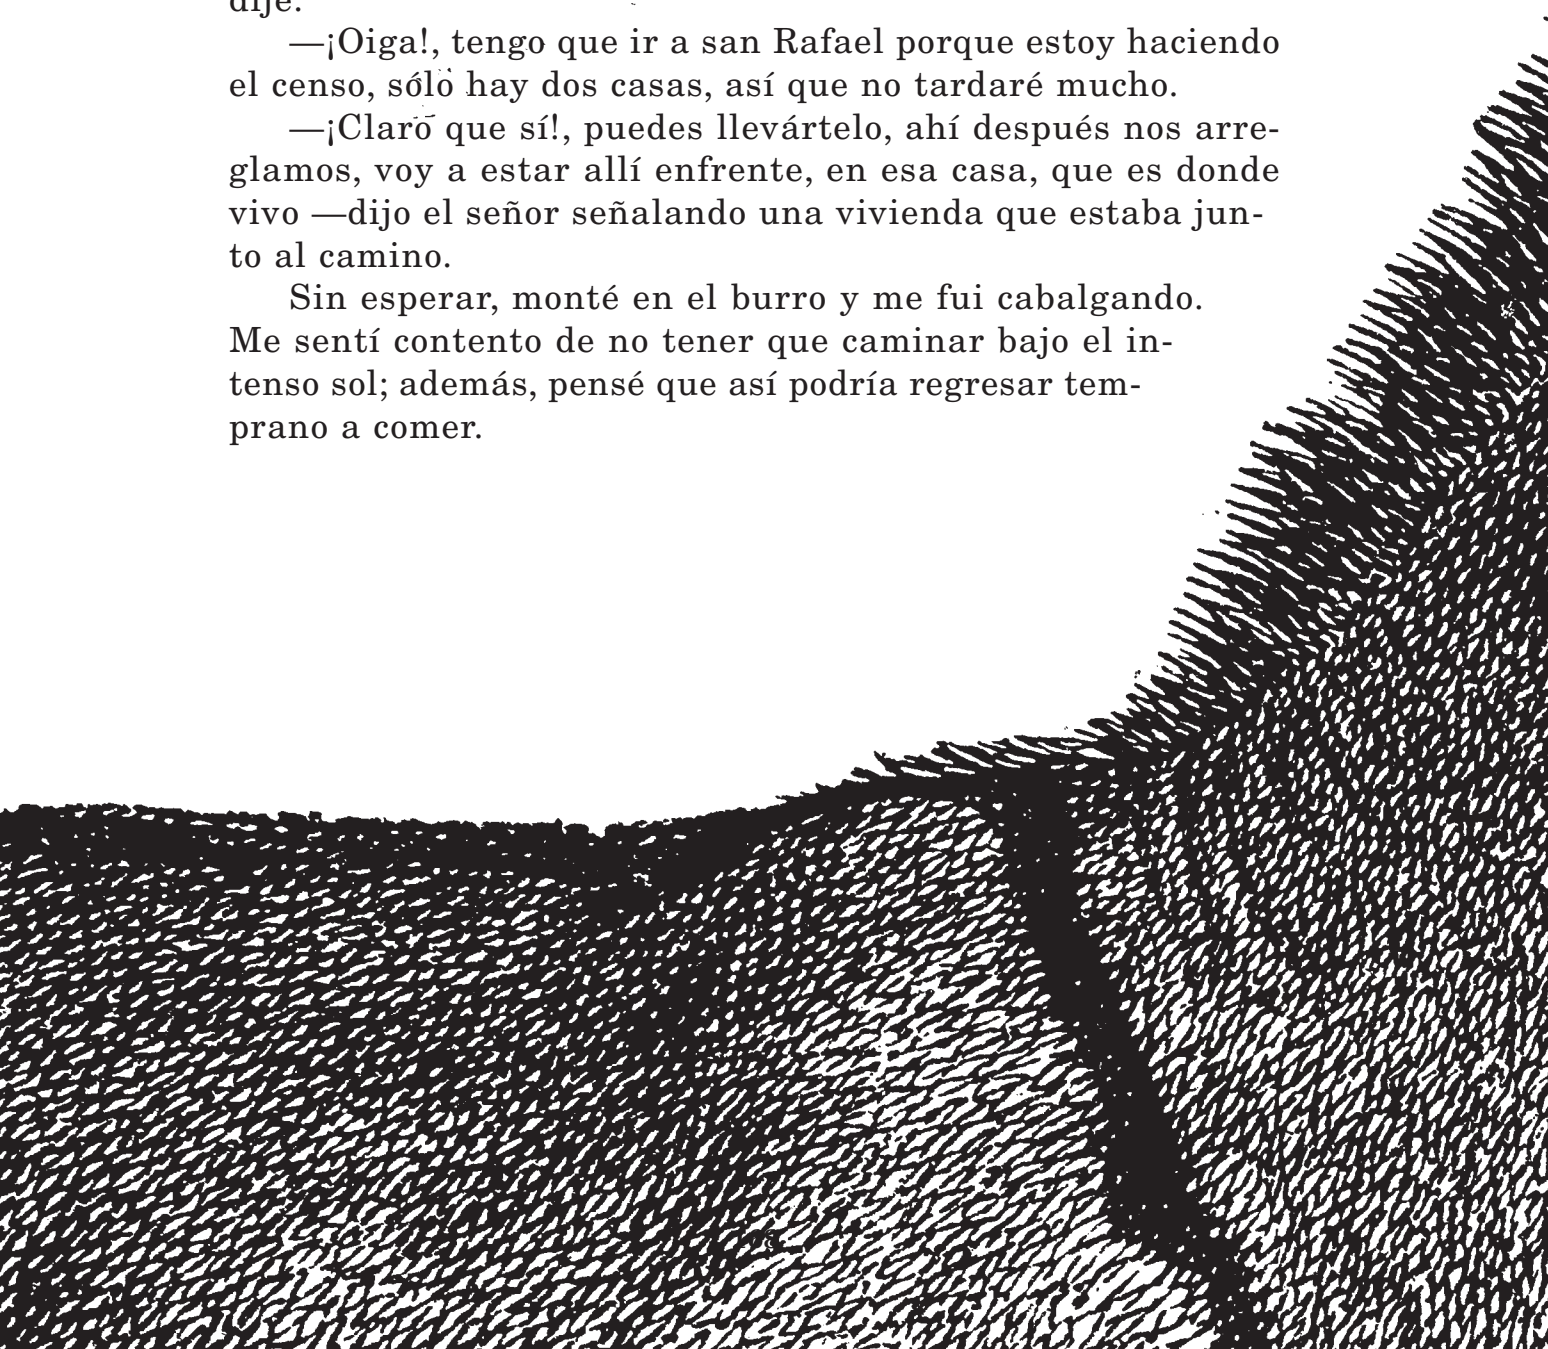 dije.
—¡Oiga!, tengo que ir a san Rafael porque estoy haciendo
el censo, sólo hay dos casas, así que no tardaré mucho.
—¡Claro que sí!, puedes llevártelo, ahí después nos arre-
glamos, voy a estar allí enfrente, en esa casa, que es donde
vivo —dijo el señor señalando una vivienda que estaba jun-
to al camino.
Sin esperar, monté en el burro y me fui cabalgando.
Me sentí contento de no tener que caminar bajo el in-
tenso sol; además, pensé que así podría regresar tem-
prano a comer.